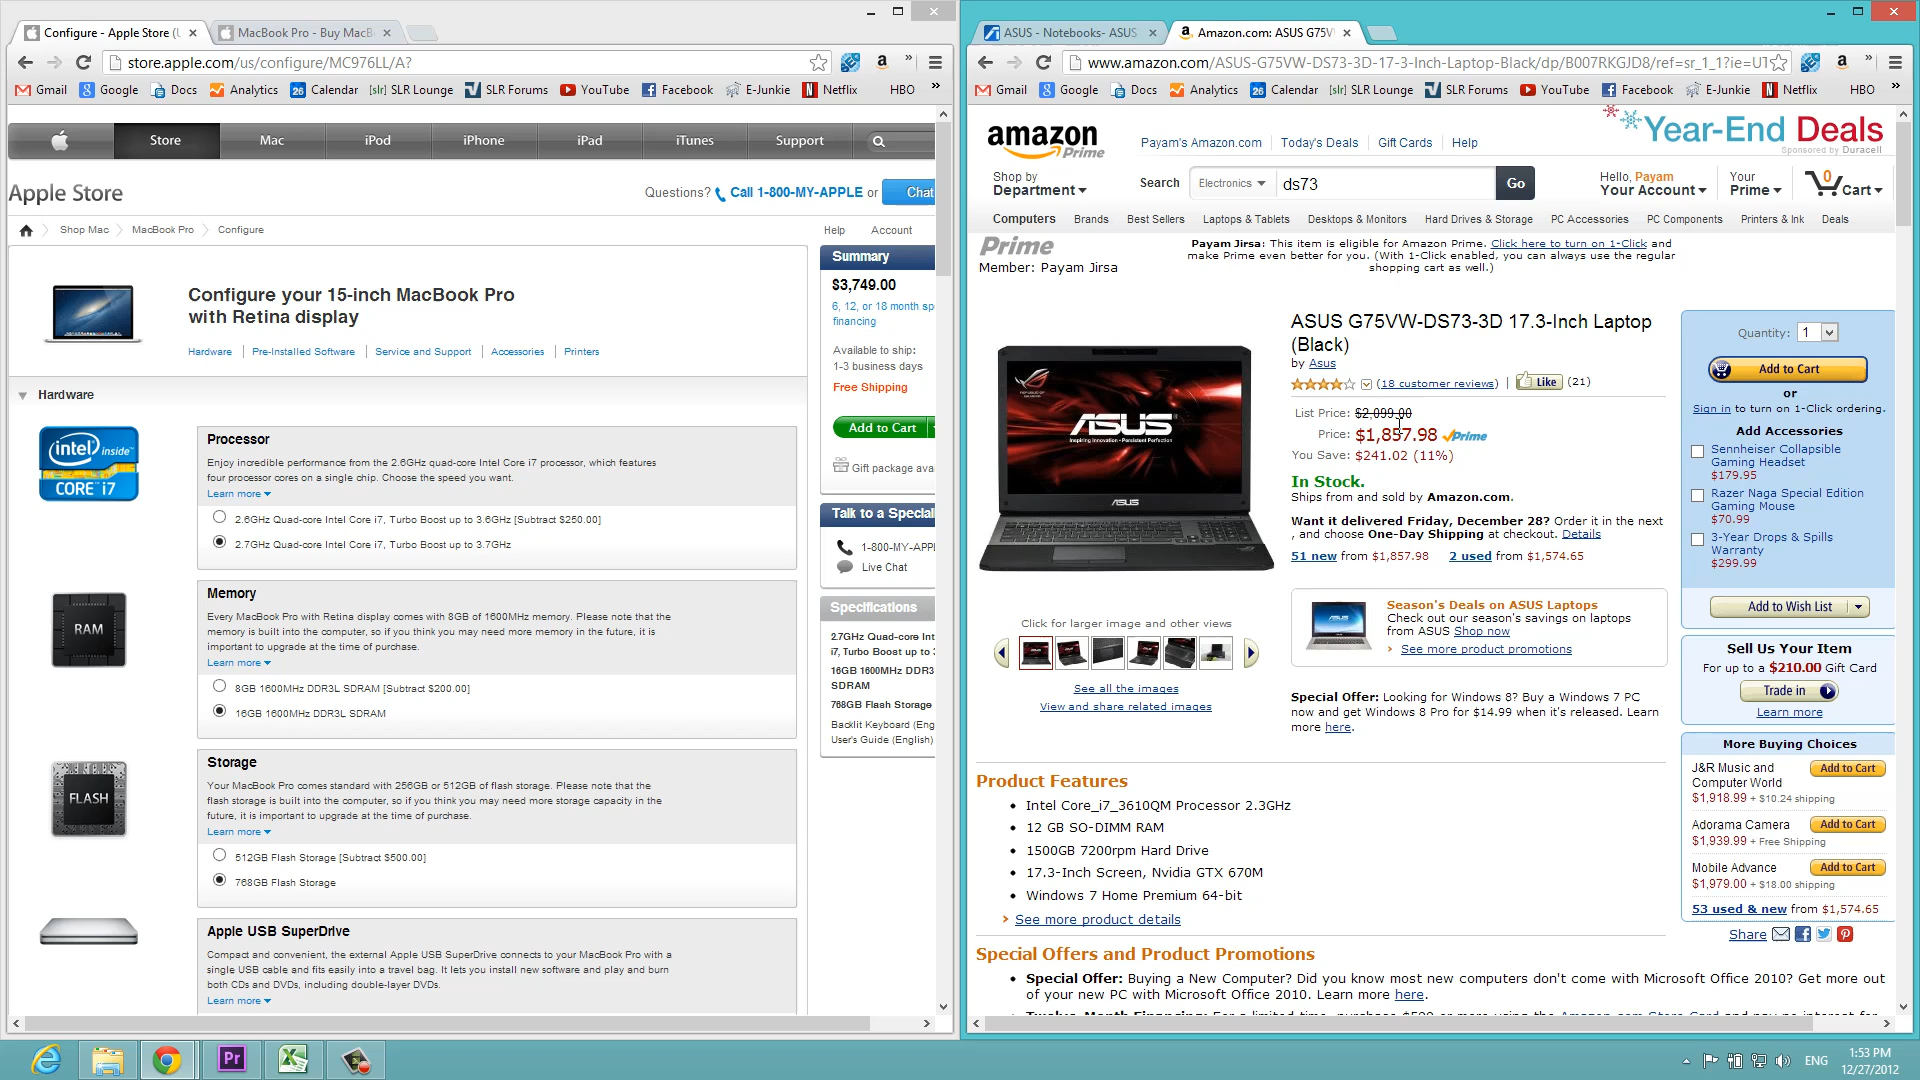 Configure - Apple Store (U
MacBook Pro - Buy MacB
store.apple.com/us/configure/MC976LL/A?
Gmail Google Docs Analytics 26 Calendar [slr] SLR Lounge SLR Forums YouTube Facebook E-Junkie Netflix HBO »
Store Mac iPod iPhone iPad iTunes Support
Apple Store
Questions? Call 1-800-MY-APPLE or Chat
Shop Mac MacBook Pro Configure
Help Account
Configure your 15-inch MacBook Pro
with Retina display
Hardware Pre-Installed Software Service and Support Accessories Printers
Hardware
intel inside™
CORE i7
Processor
Enjoy incredible performance from the 2.6GHz quad-core Intel Core i7 processor, which features
four processor cores on a single chip. Choose the speed you want.
Learn more
2.6GHz Quad-core Intel Core i7, Turbo Boost up to 3.6GHz [Subtract $250.00]
2.7GHz Quad-core Intel Core i7, Turbo Boost up to 3.7GHz
RAM
Memory
Every MacBook Pro with Retina display comes with 8GB of 1600MHz memory. Please note that the
memory is built into the computer, so if you think you may need more memory in the future, it is
important to upgrade at the time of purchase.
Learn more
8GB 1600MHz DDR3L SDRAM [Subtract $200.00]
16GB 1600MHz DDR3L SDRAM
FLASH
Storage
Your MacBook Pro comes standard with 256GB or 512GB of flash storage. Please note that the
flash storage is built into the computer, so if you think you may need more storage capacity in the
future, it is important to upgrade at the time of purchase.
Learn more
512GB Flash Storage [Subtract $500.00]
768GB Flash Storage
Apple USB SuperDrive
Compact and convenient, the external Apple USB SuperDrive connects to your MacBook Pro with a
single USB cable and fits easily into a travel bag. It lets you install new software and play and burn
both CDs and DVDs, including double-layer DVDs.
Learn more
Summary
$3,749.00
6, 12, or 18 month sp
financing
Available to ship:
1-3 business days
Free Shipping
Add to Cart
Gift package ava
Talk to a Special
1-800-MY-APPL
Live Chat
Specifications
2.7GHz Quad-core Int
i7, Turbo Boost up to
16GB 1600MHz DDR3
SDRAM
768GB Flash Storage
Backlit Keyboard (Eng
User's Guide (English)
ASUS - Notebooks- ASUS
Amazon.com: ASUS G75V
www.amazon.com/ASUS-G75VW-DS73-3D-17-3-Inch-Laptop-Black/dp/B007RKGJD8/ref=sr_1_1?ie=UT
Gmail Google Docs Analytics 26 Calendar [slr] SLR Lounge SLR Forums YouTube Facebook E-Junkie Netflix HBO »
amazon
Prime
Payam's Amazon.com Today's Deals Gift Cards Help
Year-End Deals
Sponsored by Duracell
Shop by
Department
Search Electronics ds73 Go
Hello, Payam
Your Account
Your
Prime
0
Cart
Computers Brands Best Sellers Laptops & Tablets Desktops & Monitors Hard Drives & Storage PC Accessories PC Components Printers & Ink Deals
Prime
Member: Payam Jirsa
Payam Jirsa: This item is eligible for Amazon Prime. Click here to turn on 1-Click and
make Prime even better for you. (With 1-Click enabled, you can always use the regular
shopping cart as well.)
ASUS
Inspiring Innovation • Persistent Perfection
ASUS
Click for larger image and other views
See all the images
View and share related images
ASUS G75VW-DS73-3D 17.3-Inch Laptop
(Black)
by Asus
(18 customer reviews) | Like (21)
List Price: $2,099.00
Price: $1,857.98 Prime
You Save: $241.02 (11%)
In Stock.
Ships from and sold by Amazon.com.
Want it delivered Friday, December 28? Order it in the next
, and choose One-Day Shipping at checkout. Details
51 new from $1,857.98 2 used from $1,574.65
Season's Deals on ASUS Laptops
Check out our season's savings on laptops
from ASUS Shop now
› See more product promotions
Special Offer: Looking for Windows 8? Buy a Windows 7 PC
now and get Windows 8 Pro for $14.99 when it's released. Learn
more here.
Quantity: 1
Add to Cart
or
Sign in to turn on 1-Click ordering.
Add Accessories
Sennheiser Collapsible
Gaming Headset
$179.95
Razer Naga Special Edition
Gaming Mouse
$70.99
3-Year Drops & Spills
Warranty
$299.99
Add to Wish List
Sell Us Your Item
For up to a $210.00 Gift Card
Trade in
Learn more
More Buying Choices
J&R Music and
Computer World
Add to Cart
$1,918.99 + $10.24 shipping
Adorama Camera
Add to Cart
$1,939.99 + Free Shipping
Mobile Advance
Add to Cart
$1,979.00 + $18.00 shipping
53 used & new from $1,574.65
Share
Product Features
• Intel Core_i7_3610QM Processor 2.3GHz
• 12 GB SO-DIMM RAM
• 1500GB 7200rpm Hard Drive
• 17.3-Inch Screen, Nvidia GTX 670M
• Windows 7 Home Premium 64-bit
› See more product details
Special Offers and Product Promotions
• Special Offer: Buying a New Computer? Did you know most new computers don't come with Microsoft Office 2010? Get more out
of your new PC with Microsoft Office 2010. Learn more here.
Pr
ENG
1:53 PM
12/27/2012